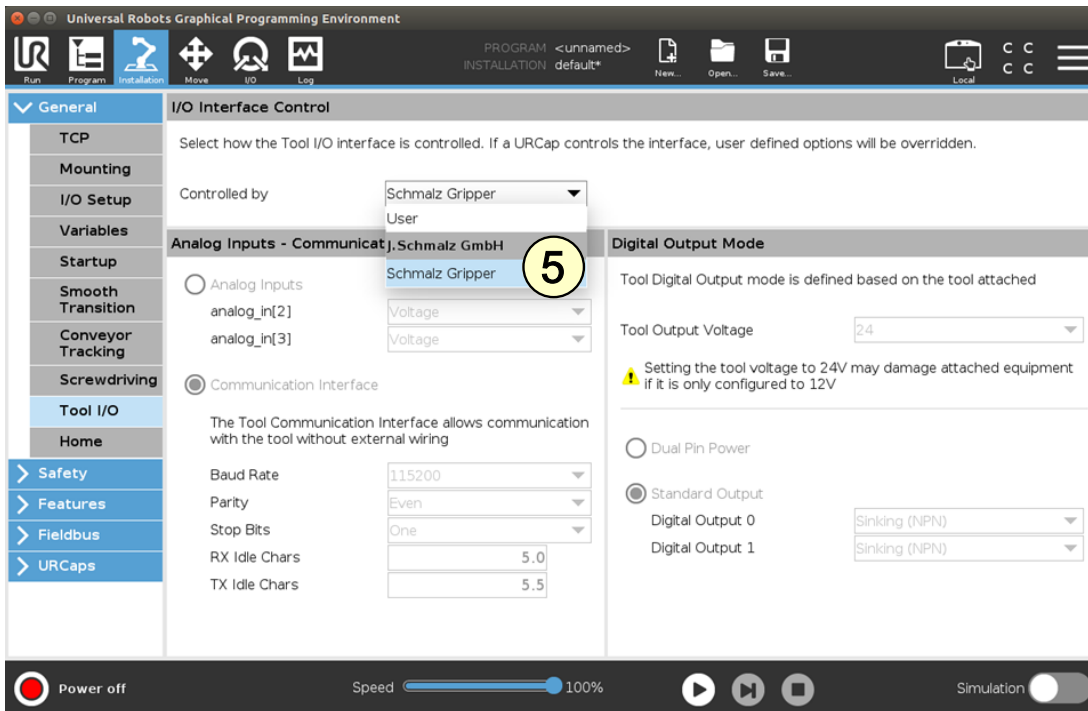 Universal Robots Graphical Programming Environment
Run
Program
Installation
Move
I/O
Log
PROGRAM <unnamed>
INSTALLATION default*
New...
Open...
Save...
Local
C C
C C
General
TCP
Mounting
I/O Setup
Variables
Startup
Smooth
Transition
Conveyor
Tracking
Screwdriving
Tool I/O
Home
Safety
Features
Fieldbus
URCaps
I/O Interface Control
Select how the Tool I/O interface is controlled. If a URCap controls the interface, user defined options will be overridden.
Controlled by
Schmalz Gripper
User
J.Schmalz GmbH
Schmalz Gripper
5
Analog Inputs - Communicat
Analog Inputs
analog_in[2]
Voltage
analog_in[3]
Voltage
Communication Interface
The Tool Communication Interface allows communication
with the tool without external wiring
Baud Rate
115200
Parity
Even
Stop Bits
One
RX Idle Chars
5.0
TX Idle Chars
5.5
Digital Output Mode
Tool Digital Output mode is defined based on the tool attached
Tool Output Voltage
24
Setting the tool voltage to 24V may damage attached equipment
if it is only configured to 12V
Dual Pin Power
Standard Output
Digital Output 0
Sinking (NPN)
Digital Output 1
Sinking (NPN)
Power off
Speed
100%
Simulation